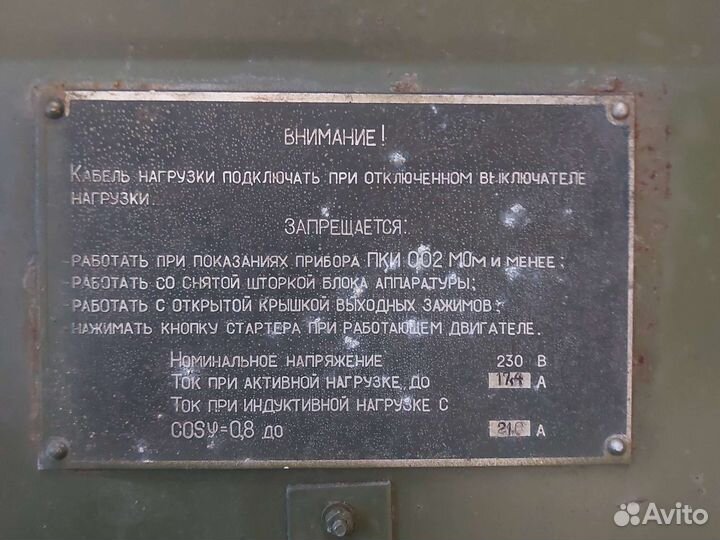 ВНИМАНИЕ!
КАБЕЛЬ НАГРУЗКИ ПОДКЛЮЧАТЬ ПРИ ОТКЛЮЧЕННОМ ВЫКЛЮЧАТЕЛЕ
НАГРУЗКИ.
ЗАПРЕЩАЕТСЯ:
-РАБОТАТЬ ПРИ ПОКАЗАНИЯХ ПРИБОРА ПКИ 0,02 МОм И МЕНЕЕ;
-РАБОТАТЬ СО СНЯТОЙ ШТОРКОЙ БЛОКА АППАРАТУРЫ;
-РАБОТАТЬ С ОТКРЫТОЙ КРЫШКОЙ ВЫХОДНЫХ ЗАЖИМОВ;
-НАЖИМАТЬ КНОПКУ СТАРТЕРА ПРИ РАБОТАЮЩЕМ ДВИГАТЕЛЕ.
НОМИНАЛЬНОЕ НАПРЯЖЕНИЕ 230 В
ТОК ПРИ АКТИВНОЙ НАГРУЗКЕ, ДО 17,4 А
ТОК ПРИ ИНДУКТИВНОЙ НАГРУЗКЕ С
COSφ=0,8 ДО А
Avito